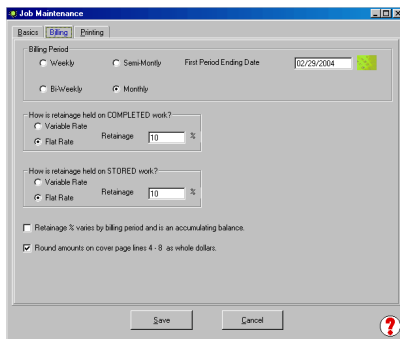 Job Maintenance
Basics Billing Printing
Billing Period
Weekly Semi-Montly First Period Ending Date 02/29/2004
Bi-Weekly Monthly
How is retainage held on COMPLETED work?
Variable Rate
Flat Rate Retainage 10 %
How is retainage held on STORED work?
Variable Rate
Flat Rate Retainage 10 %
Retainage % varies by billing period and is an accumulating balance.
Round amounts on cover page lines 4 - 8 as whole dollars.
Save Cancel
?